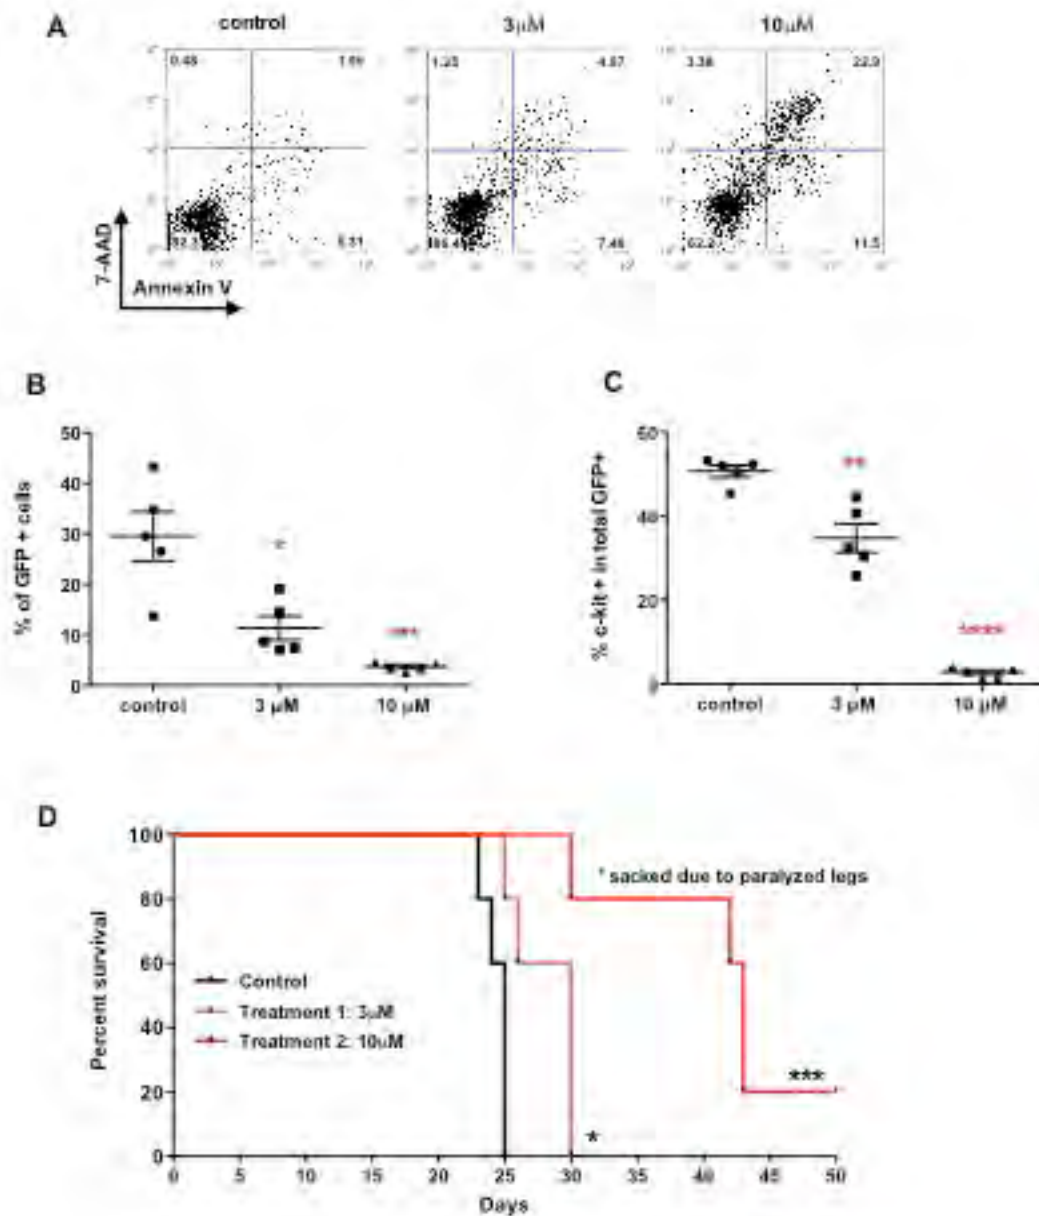 A
control
3μM
10μM
0.48
1.69
1.20
4.87
3.38
22.9
7.46
62.2
11.5
7-AAD
Annexin V
B
C
50
40
30
20
10
0
% of GFP + cells
*
***
control
3 μM
10 μM
60
40
20
0
% c-kit + in total GFP+
**
****
control
3 μM
10 μM
D
100
80
60
40
20
0
Percent survival
* sacked due to paralyzed legs
Control
Treatment 1: 3μM
Treatment 2: 10μM
***
*
0 5 10 15 20 25 30 35 40 45 50
Days